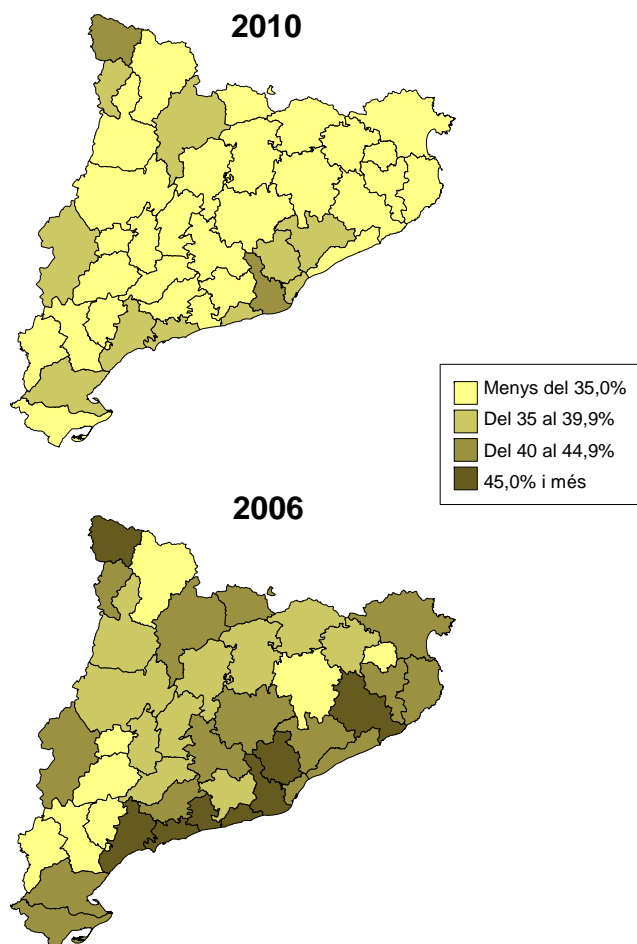 2010
Menys del 35,0%
Del 35 al 39,9%
Del 40 al 44,9%
45,0% i més
2006